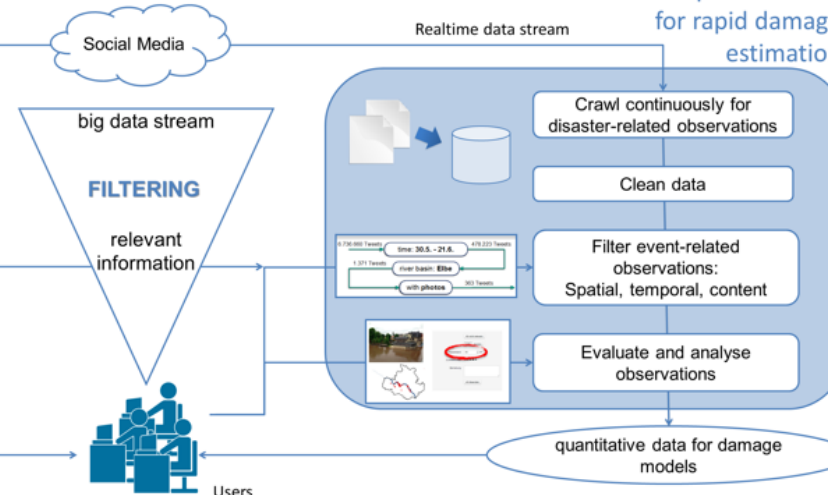 for rapid damag
estimatio
Social Media
Realtime data stream
big data stream
FILTERING
relevant
information
Crawl continuously for
disaster-related observations
Clean data
Filter event-related
observations:
Spatial, temporal, content
8.736.660 Tweets
time: 30.5. - 21.6.
479.223 Tweets
1.371 Tweets
river basin: Elbe
with photos
363 Tweets
Evaluate and analyse
observations
quantitative data for damage
models
Users